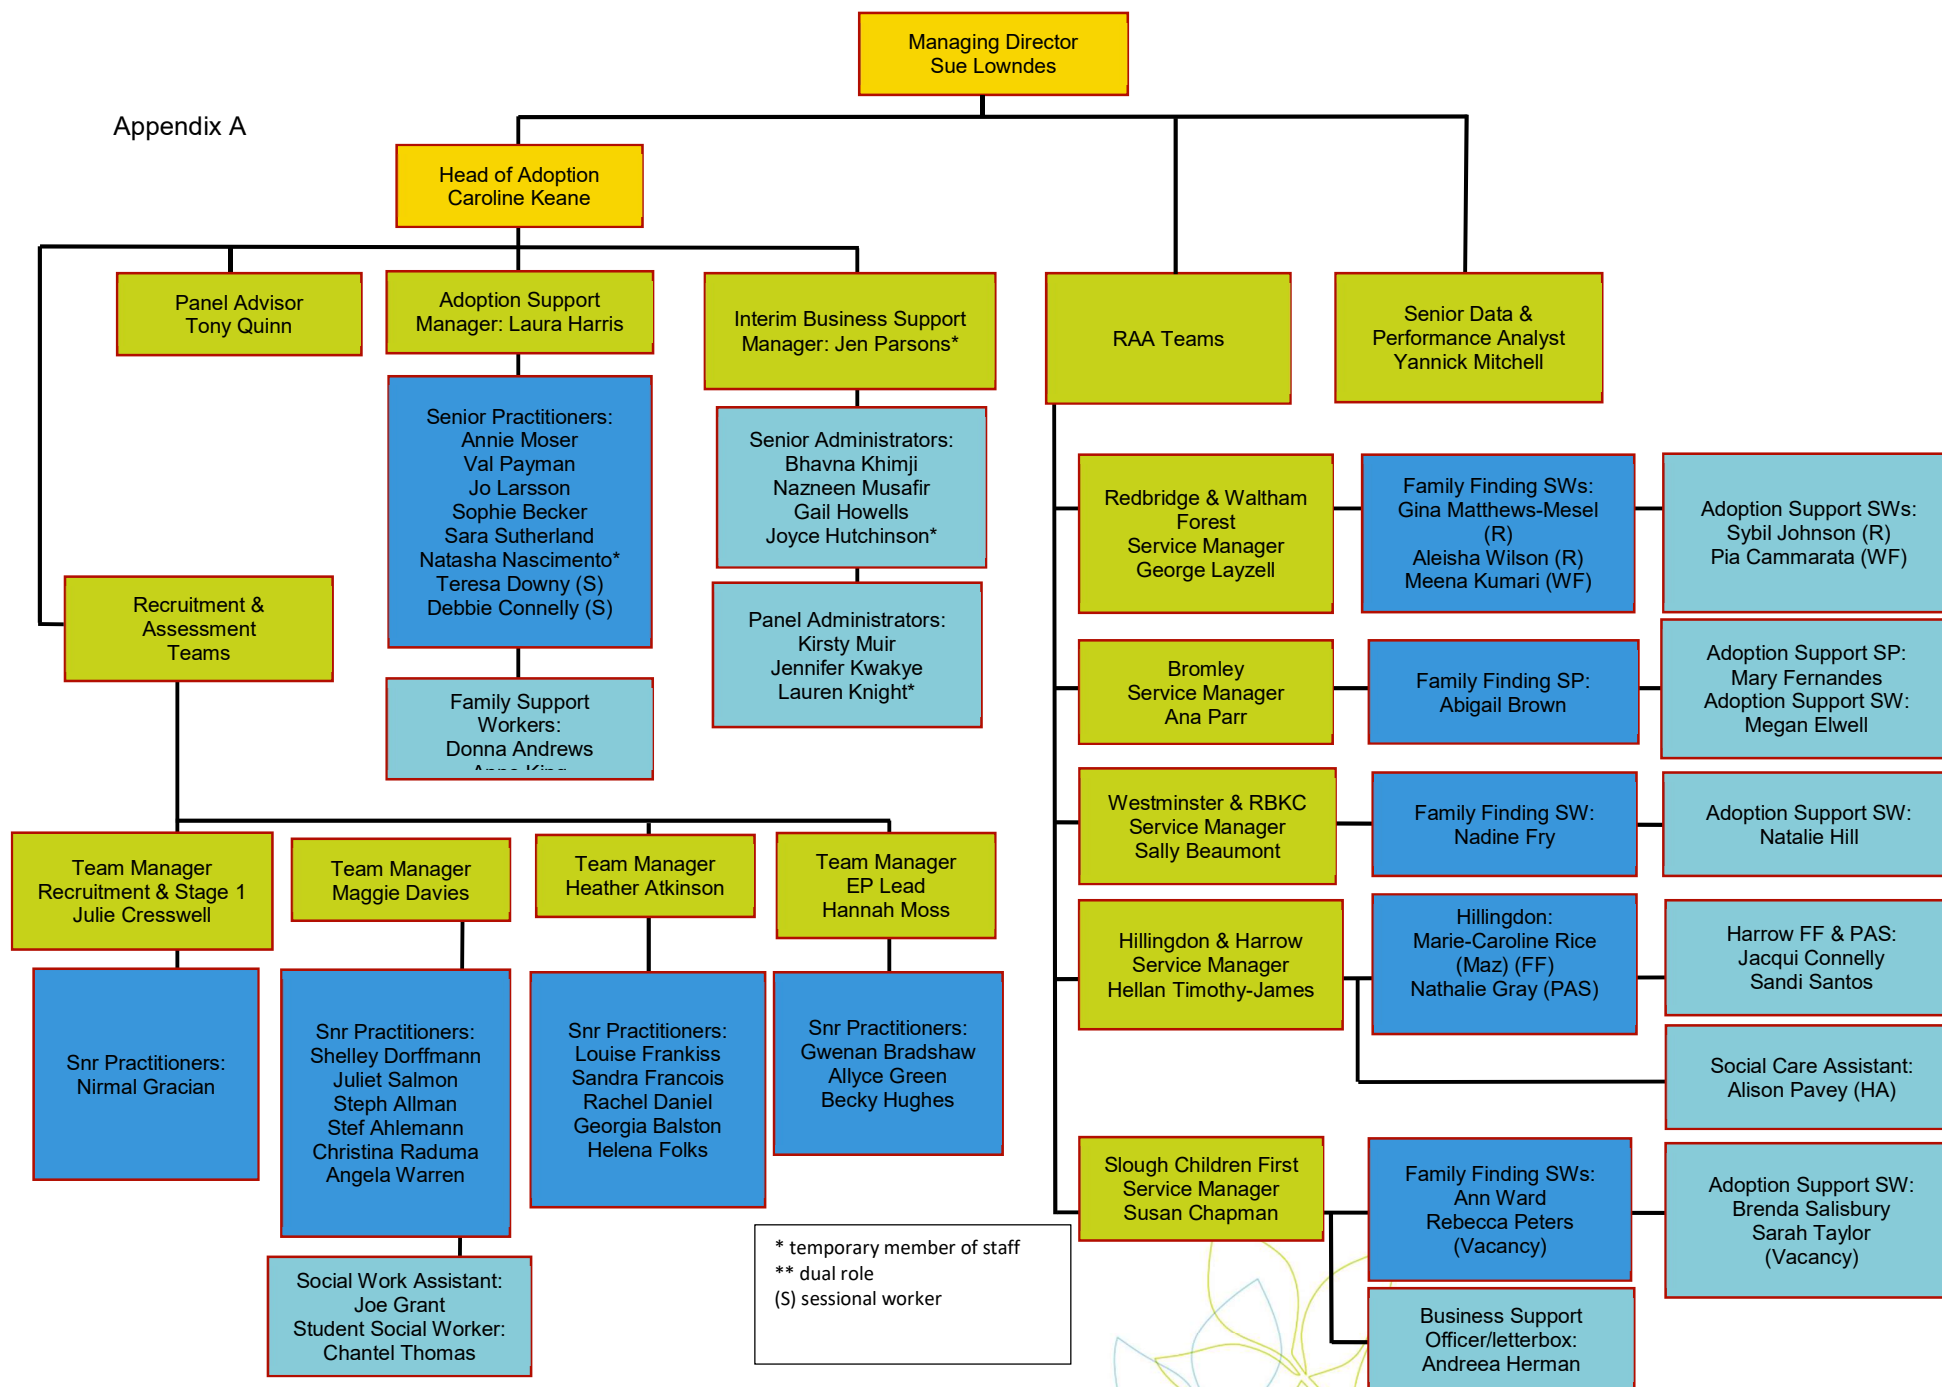 Managing Director
Sue Lowndes
Appendix A
Head of Adoption
Caroline Keane
Panel Advisor
Tony Quinn
Adoption Support
Manager: Laura Harris
Interim Business Support
Manager: Jen Parsons*
RAA Teams
Senior Data &
Performance Analyst
Yannick Mitchell
Senior Practitioners:
Annie Moser
Val Payman
Jo Larsson
Sophie Becker
Sara Sutherland
Natasha Nascimento*
Teresa Downy (S)
Debbie Connelly (S)
Family Support
Workers:
Donna Andrews
Senior Administrators:
Bhavna Khimji
Nazneen Musafir
Gail Howells
Joyce Hutchinson*
Panel Administrators:
Kirsty Muir
Jennifer Kwakye
Lauren Knight*
Recruitment &
Assessment
Teams
Team Manager
Recruitment & Stage 1
Julie Cresswell
Team Manager
Maggie Davies
Team Manager
Heather Atkinson
Team Manager
EP Lead
Hannah Moss
Snr Practitioners:
Nirmal Gracian
Snr Practitioners:
Shelley Dorffmann
Juliet Salmon
Steph Allman
Stef Ahlemann
Christina Raduma
Angela Warren
Snr Practitioners:
Louise Frankiss
Sandra Francois
Rachel Daniel
Georgia Balston
Helena Folks
Snr Practitioners:
Gwenan Bradshaw
Allyce Green
Becky Hughes
Social Work Assistant:
Joe Grant
Student Social Worker:
Chantel Thomas
Redbridge & Waltham
Forest
Service Manager
George Layzell
Family Finding SWs:
Gina Matthews-Mesel
(R)
Aleisha Wilson (R)
Meena Kumari (WF)
Adoption Support SWs:
Sybil Johnson (R)
Pia Cammarata (WF)
Bromley
Service Manager
Ana Parr
Family Finding SP:
Abigail Brown
Adoption Support SP:
Mary Fernandes
Adoption Support SW:
Megan Elwell
Westminster & RBKC
Service Manager
Sally Beaumont
Family Finding SW:
Nadine Fry
Adoption Support SW:
Natalie Hill
Hillingdon & Harrow
Service Manager
Hellan Timothy-James
Hillingdon:
Marie-Caroline Rice
(Maz) (FF)
Nathalie Gray (PAS)
Harrow FF & PAS:
Jacqui Connelly
Sandi Santos
Social Care Assistant:
Alison Pavey (HA)
Slough Children First
Service Manager
Susan Chapman
Family Finding SWs:
Ann Ward
Rebecca Peters
(Vacancy)
Adoption Support SW:
Brenda Salisbury
Sarah Taylor
(Vacancy)
Business Support
Officer/letterbox:
Andreea Herman
* temporary member of staff
** dual role
(S) sessional worker